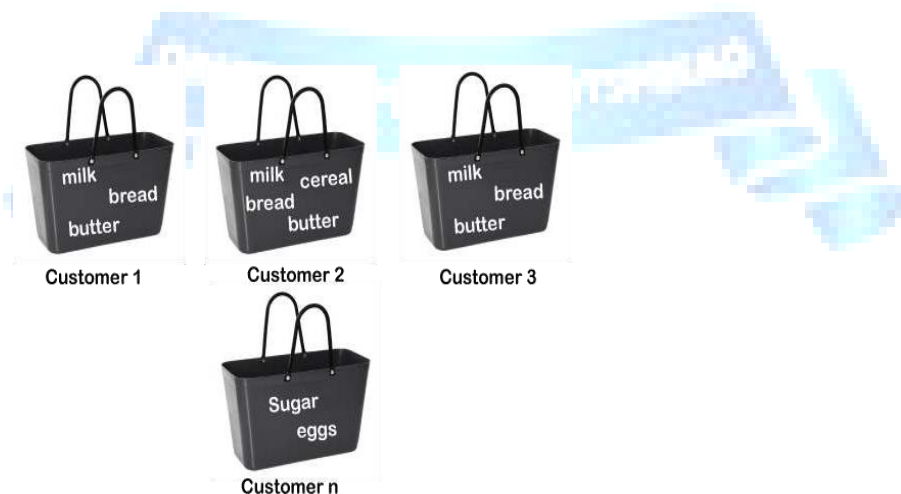 milk
bread
butter
Customer 1
milk cereal
bread
butter
Customer 2
milk
bread
butter
Customer 3
Sugar
eggs
Customer n